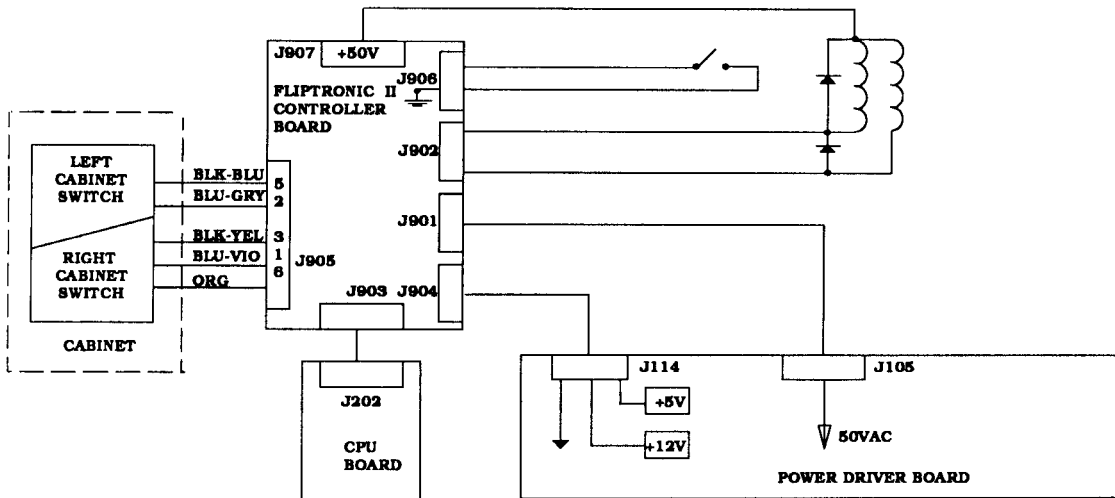 J907
+50V
J906
FLIPTRONIC II
CONTROLLER
BOARD
J902
J901
J904
J903
J905
5
2
3
1
6
LEFT
CABINET
SWITCH
RIGHT
CABINET
SWITCH
CABINET
BLK-BLU
BLU-GRY
BLK-YEL
BLU-VIO
ORG
J202
CPU
BOARD
J114
J105
+5V
+12V
50VAC
POWER DRIVER BOARD